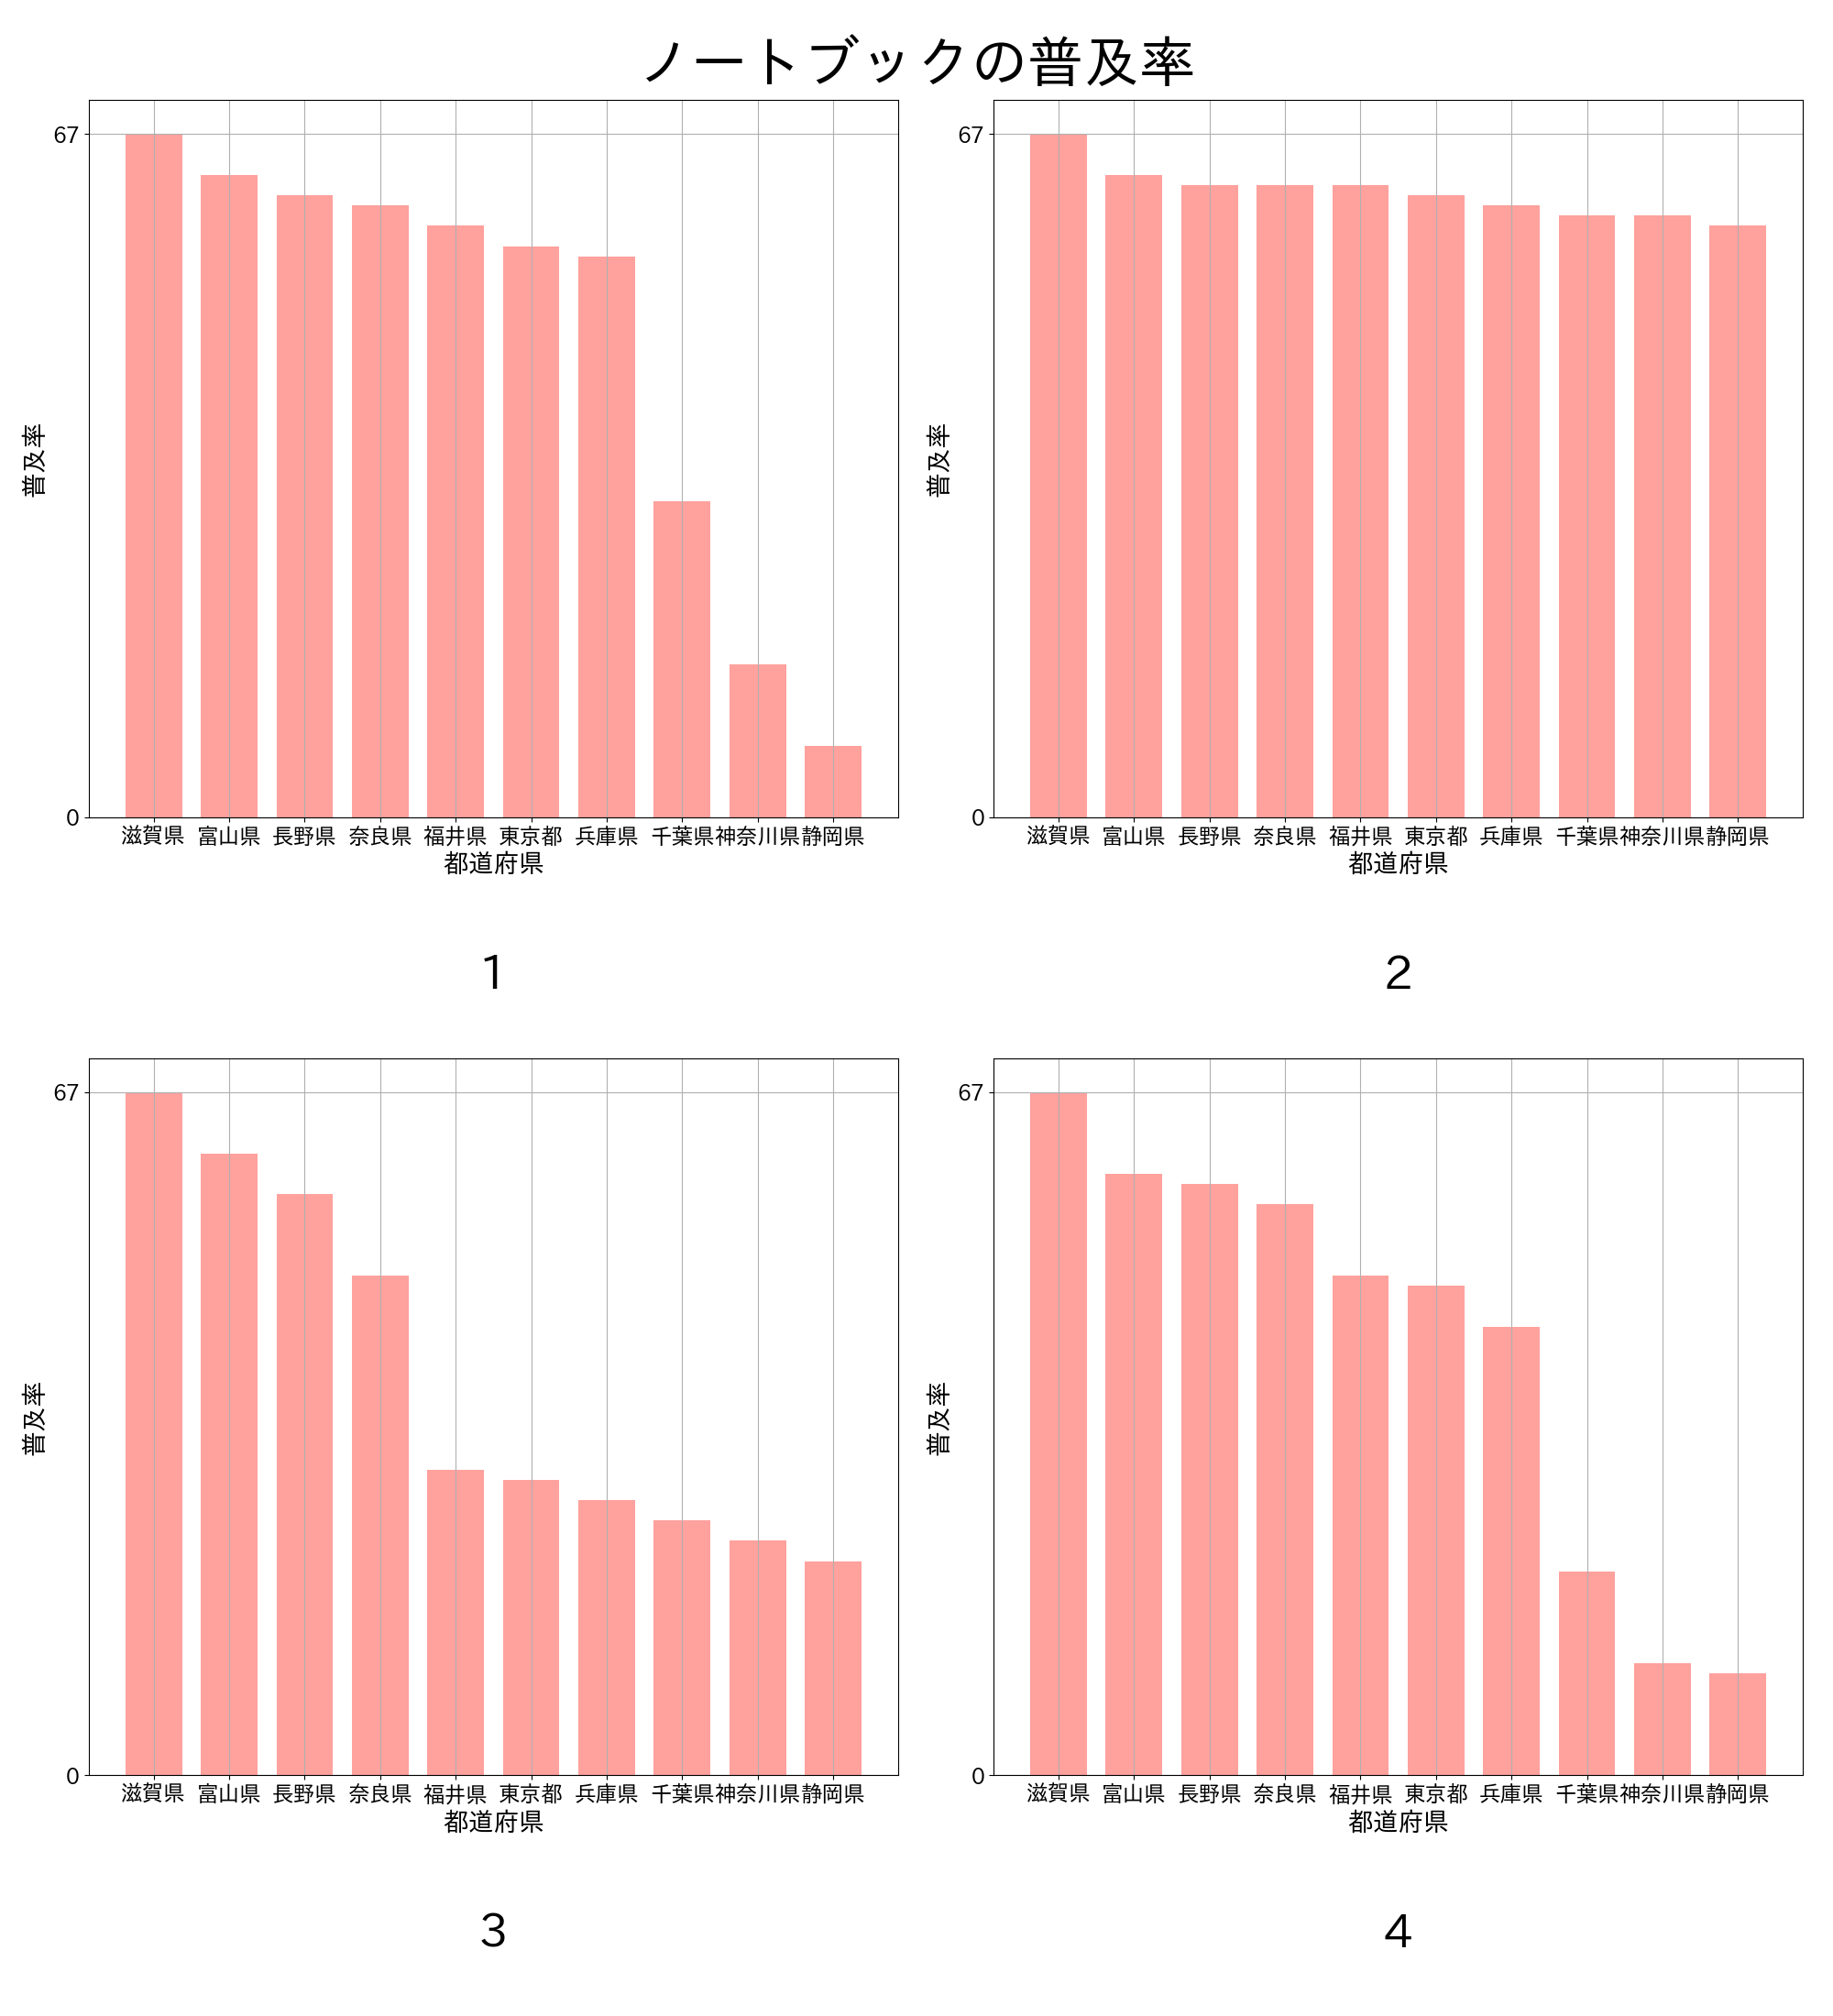 ノートブックの普及率
67
0
普及率
滋賀県 富山県 長野県 奈良県 福井県 東京都 兵庫県 千葉県 神奈川県 静岡県
都道府県
1
67
0
普及率
滋賀県 富山県 長野県 奈良県 福井県 東京都 兵庫県 千葉県 神奈川県 静岡県
都道府県
2
67
0
普及率
滋賀県 富山県 長野県 奈良県 福井県 東京都 兵庫県 千葉県 神奈川県 静岡県
都道府県
3
67
0
普及率
滋賀県 富山県 長野県 奈良県 福井県 東京都 兵庫県 千葉県 神奈川県 静岡県
都道府県
4